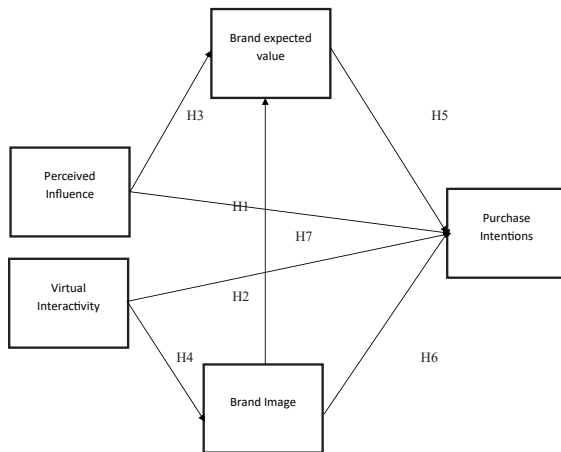 Brand expected
value
H3
H5
Perceived
Influence
H1
Purchase
Intentions
H7
Virtual
Interactivity
H2
H4
H6
Brand Image